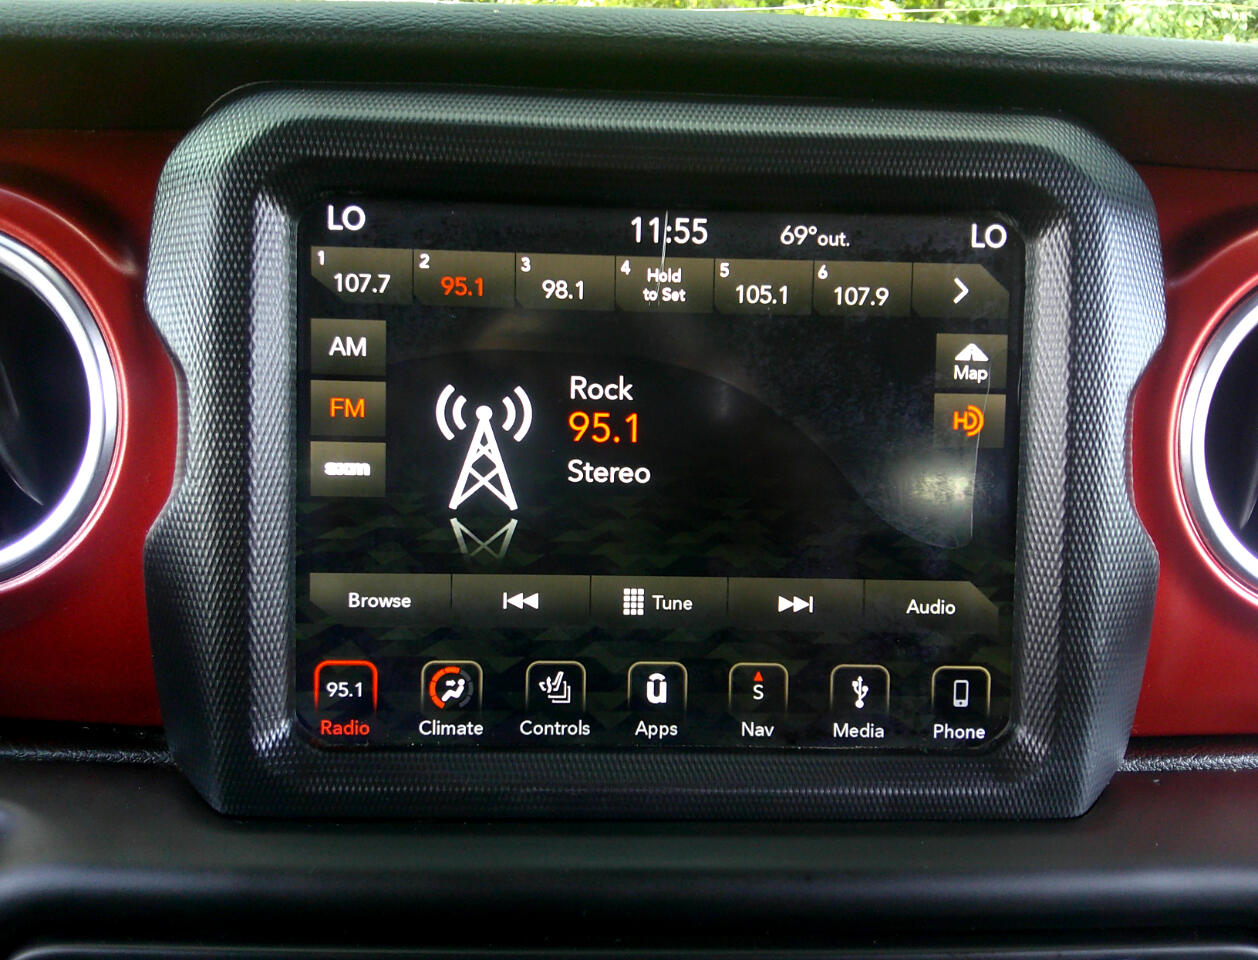 LO 11:55 69°out. LO
1 107.7 2 95.1 3 98.1 4 Hold to Set 5 105.1 6 107.9
AM
FM
sxm
Map
HD
Rock
95.1
Stereo
Browse Tune Audio
95.1 S
Radio Climate Controls Apps Nav Media Phone